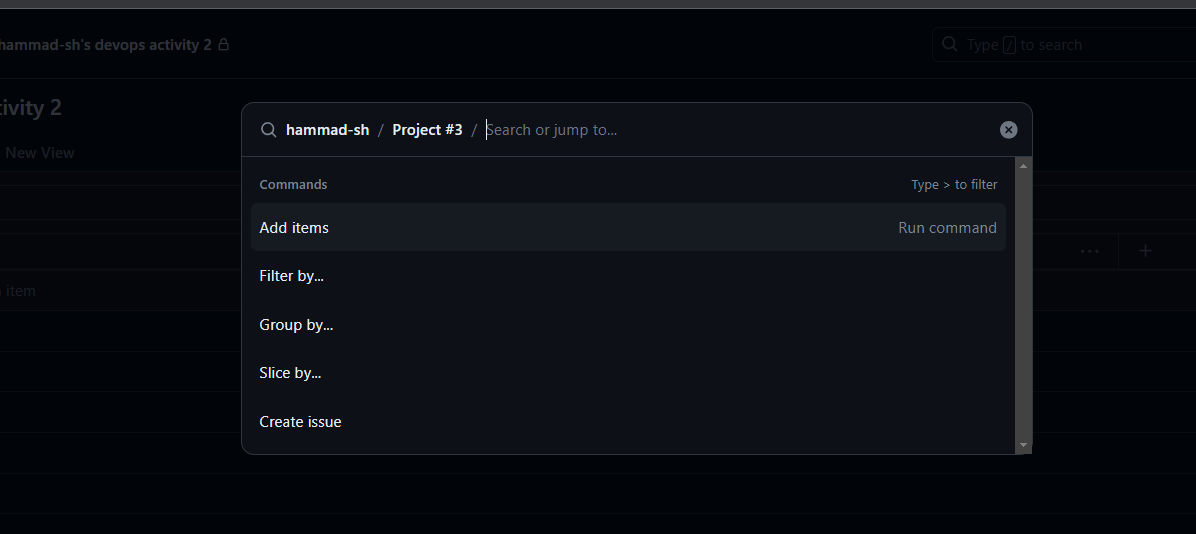 hammad-sh's devops activity 2
Type / to search
tivity 2
New View
hammad-sh / Project #3 / Search or jump to...
Commands
Type > to filter
Add items
Run command
Filter by...
Group by...
Slice by...
Create issue
item